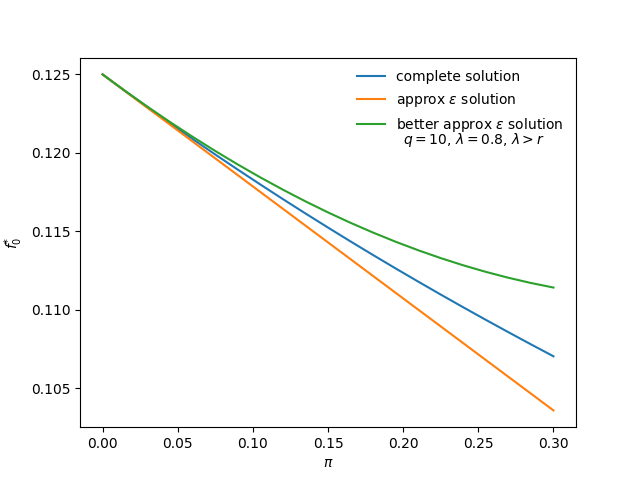 0.125
0.120
0.115
0.110
0.105
f₀*
complete solution
approx ε solution
better approx ε solution
q = 10, λ = 0.8, λ > r
0.00 0.05 0.10 0.15 0.20 0.25 0.30
π